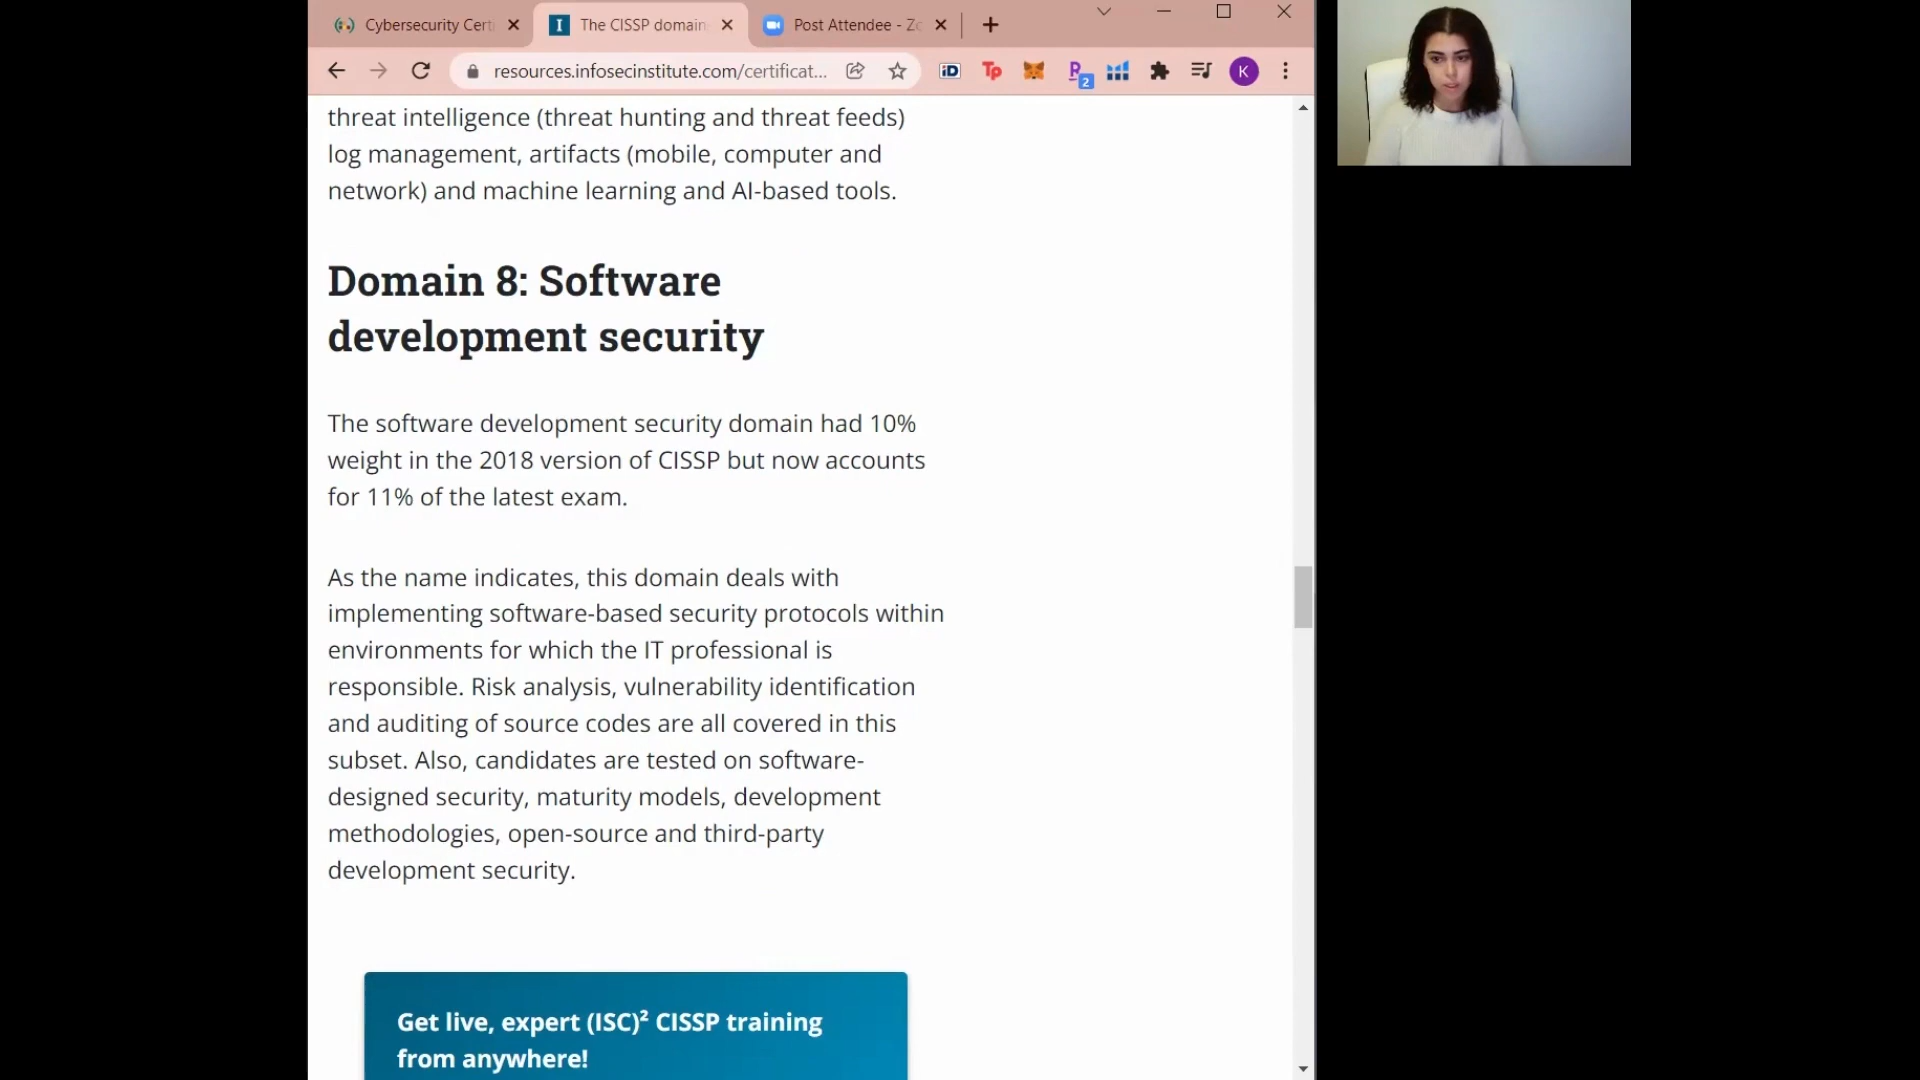 Cybersecurity Cert
The CISSP domain
Post Attendee - Zo
resources.infosecinstitute.com/certificat...
iD
Tp
2
K
threat intelligence (threat hunting and threat feeds)
log management, artifacts (mobile, computer and
network) and machine learning and AI-based tools.
Domain 8: Software
development security
The software development security domain had 10%
weight in the 2018 version of CISSP but now accounts
for 11% of the latest exam.
As the name indicates, this domain deals with
implementing software-based security protocols within
environments for which the IT professional is
responsible. Risk analysis, vulnerability identification
and auditing of source codes are all covered in this
subset. Also, candidates are tested on software-
designed security, maturity models, development
methodologies, open-source and third-party
development security.
Get live, expert (ISC)² CISSP training
from anywhere!